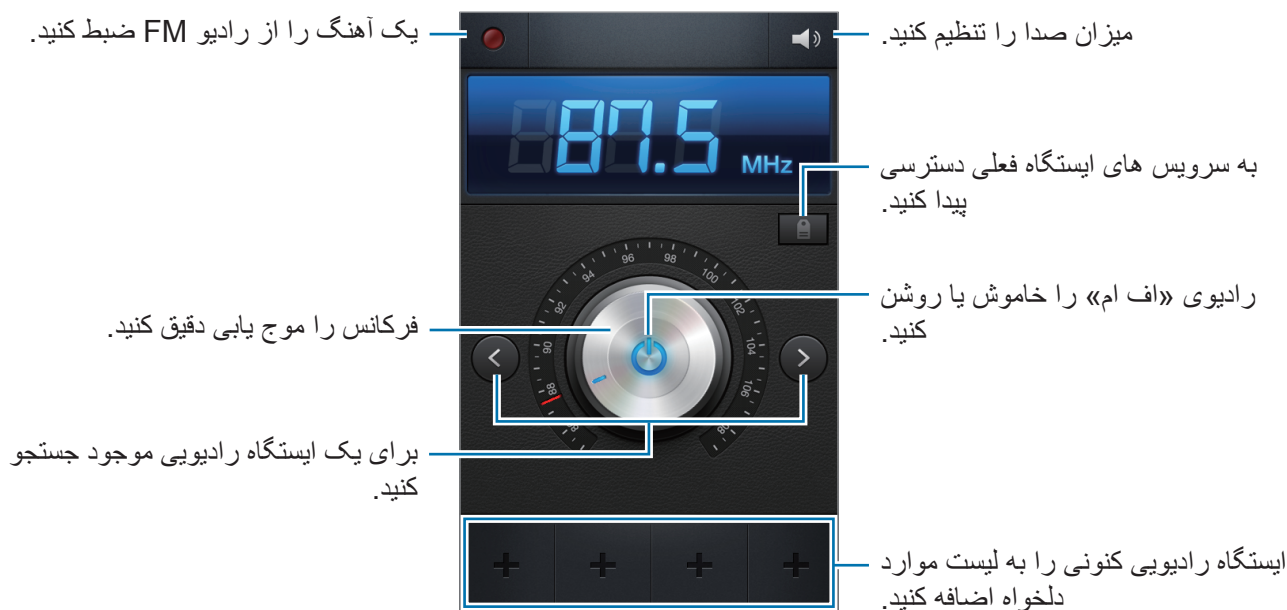 یک آهنگ را از رادیو FM ضبط کنید.
میزان صدا را تنظیم کنید.
87.5 MHz
به سرویس های ایستگاه فعلی دسترسی
پیدا کنید.
رادیوی «اف ام» را خاموش یا روشن
کنید.
فرکانس را موج یابی دقیق کنید.
88
90
92
94
96
98
100
102
104
106
108
برای یک ایستگاه رادیویی موجود جستجو
کنید.
ایستگاه رادیویی کنونی را به لیست موارد
دلخواه اضافه کنید.